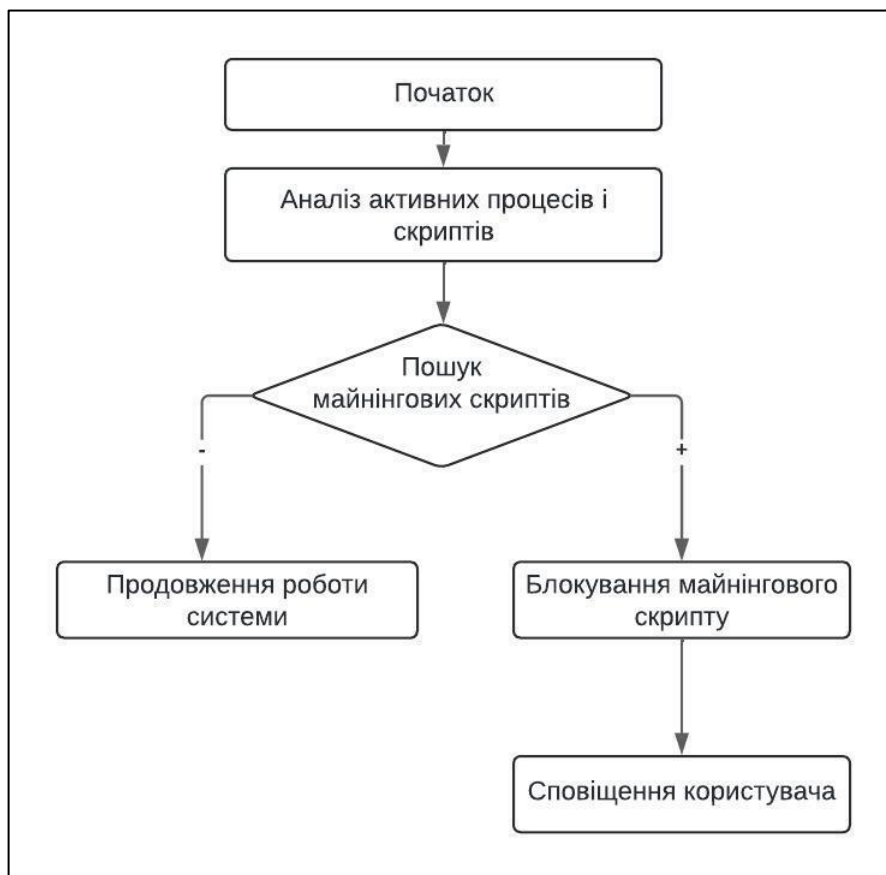 Початок
Аналіз активних процесів і
скриптів
Пошук
майнінгових скриптів
-
+
Продовження роботи
системи
Блокування майнінгового
скрипту
Сповіщення користувача